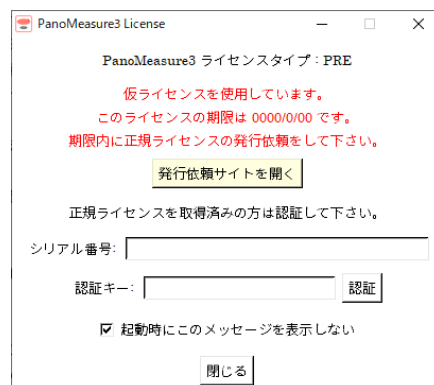 PanoMeasure3 License
PanoMeasure3 ライセンスタイプ：PRE
仮ライセンスを使用しています。
このライセンスの期限は 0000/0/00 です。
期限内に正規ライセンスの発行依頼をして下さい。
発行依頼サイトを開く
正規ライセンスを取得済みの方は認証して下さい。
シリアル番号:
認証キー: 認証
起動時にこのメッセージを表示しない
閉じる